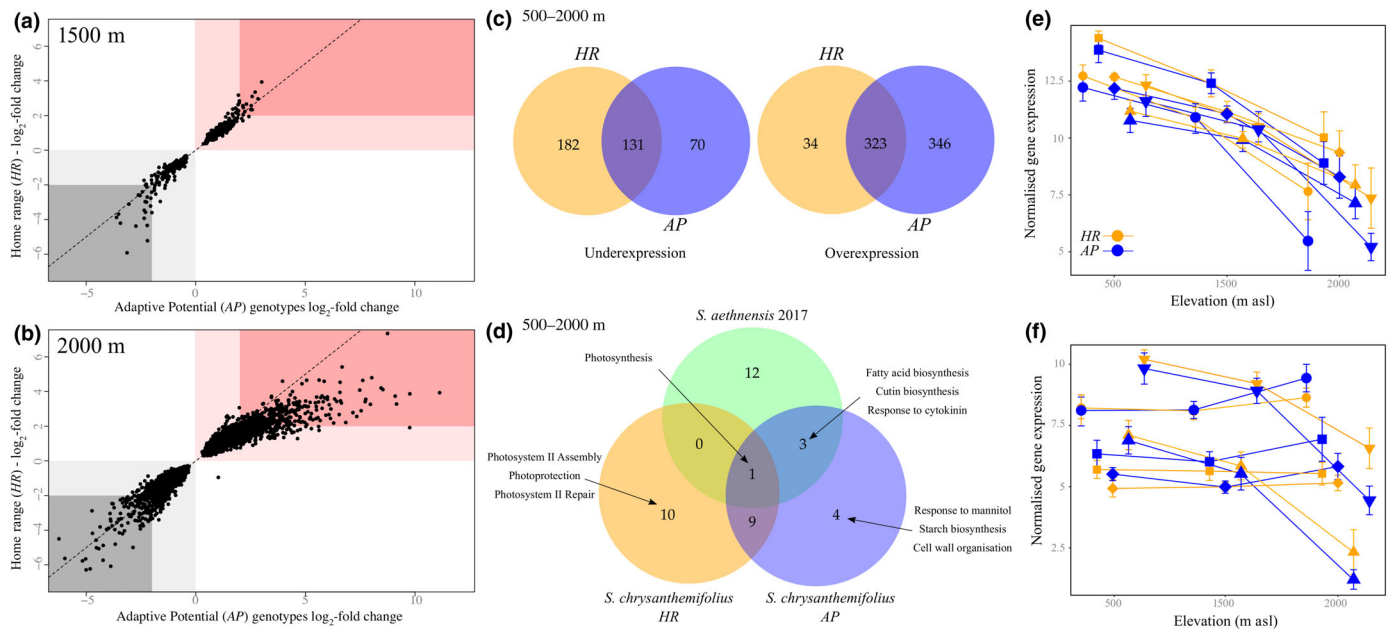 (a)
1500 m
Home range (HR) - log2-fold change
6
4
2
0
-2
-4
-6
-5
0
5
10
Adaptive Potential (AP) genotypes log2-fold change
(b)
2000 m
Home range (HR) - log2-fold change
6
4
2
0
-2
-4
-6
-5
0
5
10
Adaptive Potential (AP) genotypes log2-fold change
(c)
500–2000 m
HR
182
131
70
AP
Underexpression
HR
34
323
346
AP
Overexpression
(d)
500–2000 m
S. aethnensis 2017
Photosynthesis
12
Fatty acid biosynthesis
Cutin biosynthesis
Response to cytokinin
0
3
1
Photosystem II Assembly
Photoprotection
Photosystem II Repair
10
9
4
Response to mannitol
Starch biosynthesis
Cell wall organisation
S. chrysanthemifolius
HR
S. chrysanthemifolius
AP
(e)
Normalised gene expression
12.5
10
7.5
5
HR
AP
500
1500
2000
Elevation (m asl)
(f)
Normalised gene expression
10
7.5
5
2.5
500
1500
2000
Elevation (m asl)